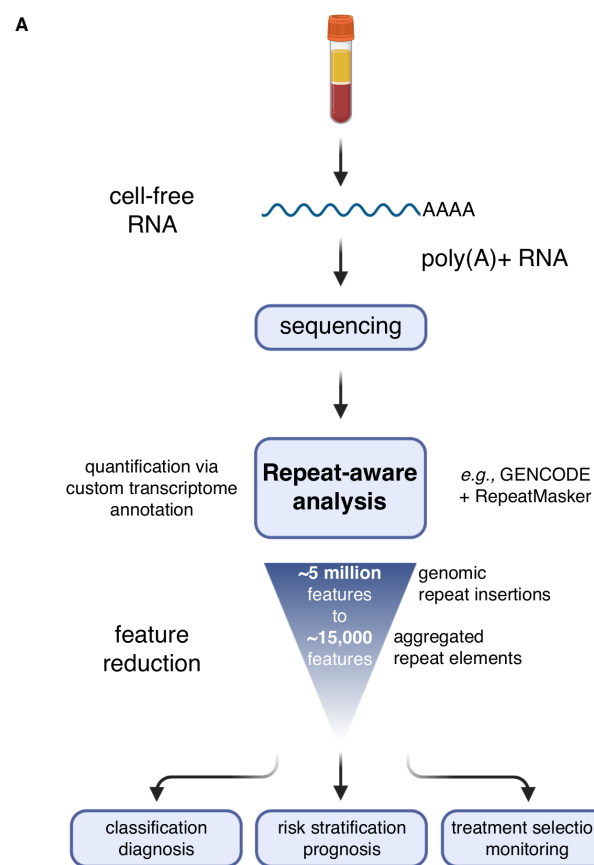 A
cell-free
RNA
AAAA
poly(A)+ RNA
sequencing
quantification via
custom transcriptome
annotation
Repeat-aware
analysis
e.g., GENCODE
+ RepeatMasker
~5 million
features
to
~15,000
features
genomic
repeat insertions
aggregated
repeat elements
feature
reduction
classification
diagnosis
risk stratification
prognosis
treatment selectio
monitoring